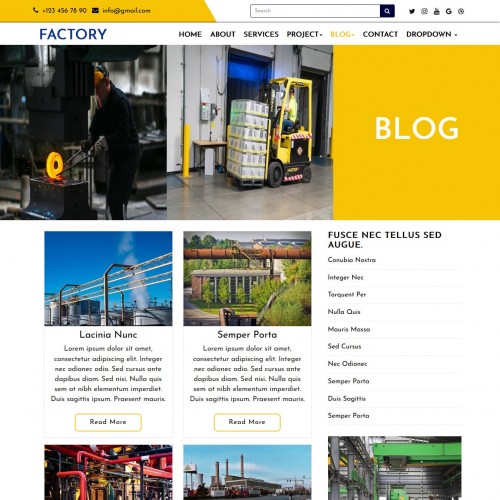 +123 456 78 90 info@gmail.com Search
FACTORY HOME ABOUT SERVICES PROJECT BLOG CONTACT DROPDOWN
BLOG
FUSCE NEC TELLUS SED
AUGUE.
Conubia Nostra
Integer Nec
Torquent Per
Nulla Quis
Mauris Massa
Sed Cursus
Nec Odionec
Semper Porta
Duis Sagittis
Semper Porta
Lacinia Nunc
Lorem ipsum dolor sit amet,
consectetur adipiscing elit. Integer
nec odionec odio. Sed cursus ante
dapibus diam. Sed nisi. Nulla quis
sem at nibh elementum imperdiet.
Duis sagittis ipsum. Praesent mauris.
Read More
Semper Porta
Lorem ipsum dolor sit amet,
consectetur adipiscing elit. Integer
nec odionec odio. Sed cursus ante
dapibus diam. Sed nisi. Nulla quis
sem at nibh elementum imperdiet.
Duis sagittis ipsum. Praesent mauris.
Read More